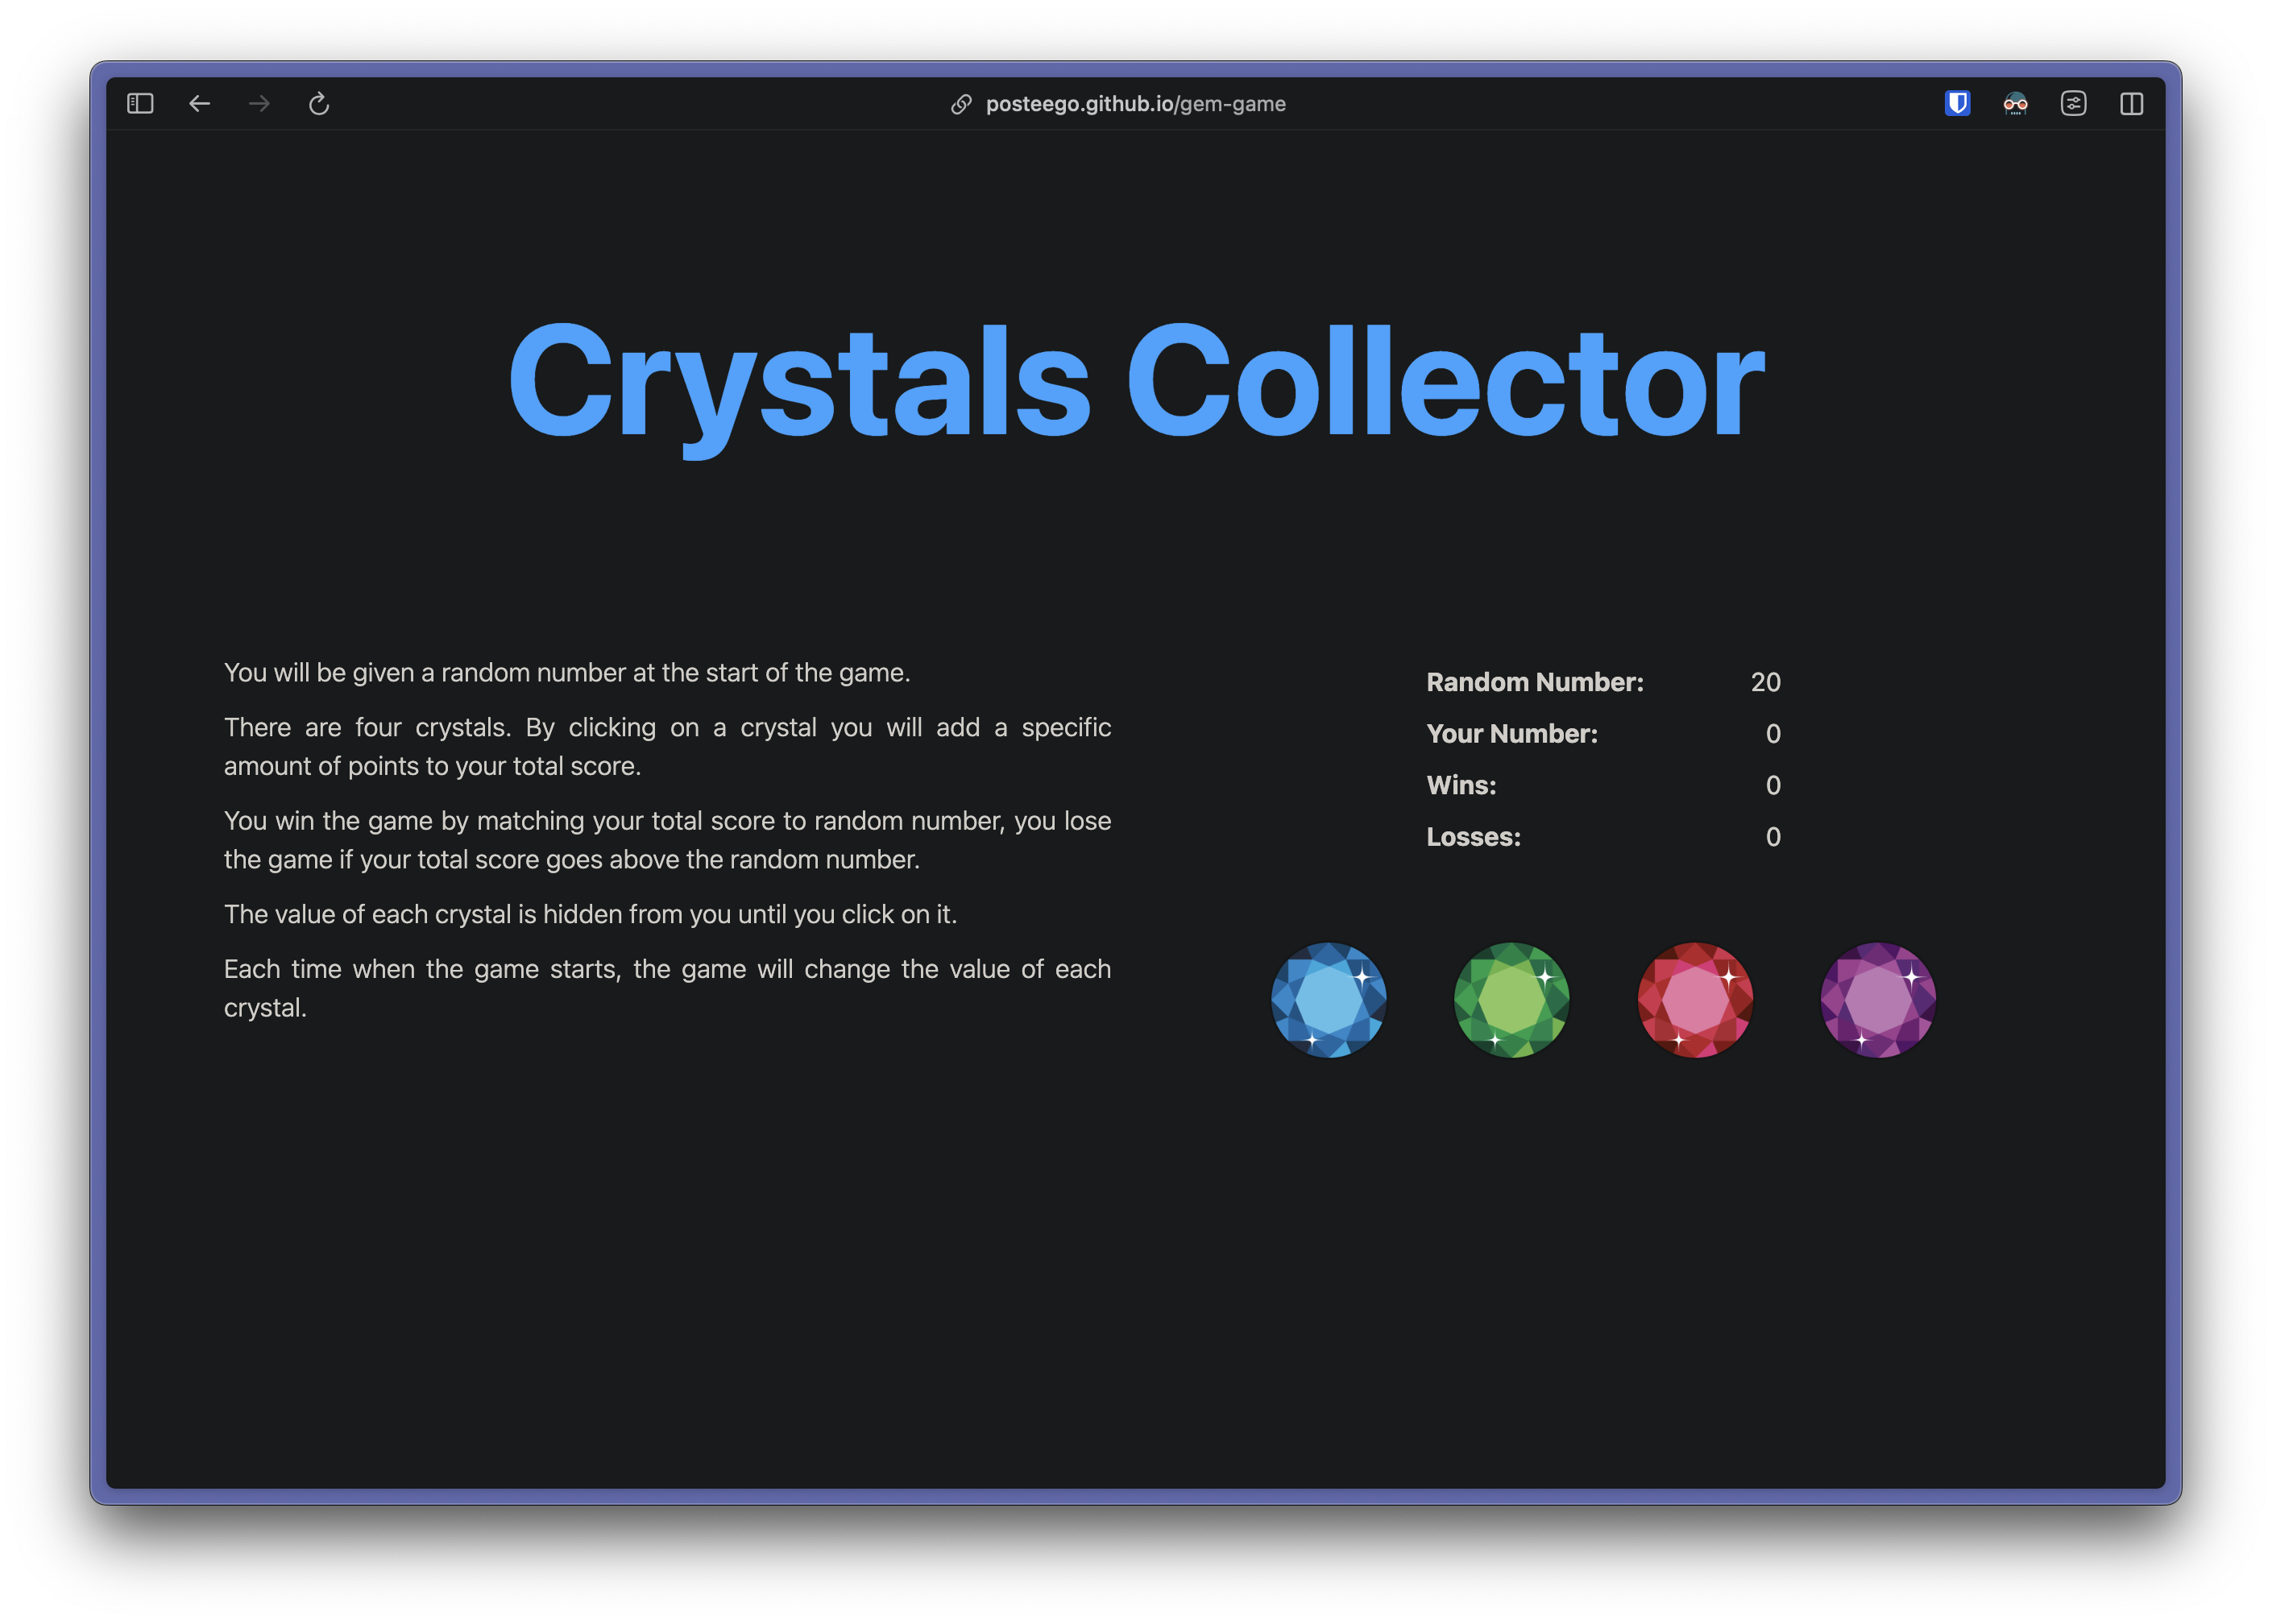 posteego.github.io/gem-game
Crystals Collector
You will be given a random number at the start of the game.
There are four crystals. By clicking on a crystal you will add a specific
amount of points to your total score.
You win the game by matching your total score to random number, you lose
the game if your total score goes above the random number.
The value of each crystal is hidden from you until you click on it.
Each time when the game starts, the game will change the value of each
crystal.
Random Number: 20
Your Number: 0
Wins: 0
Losses: 0